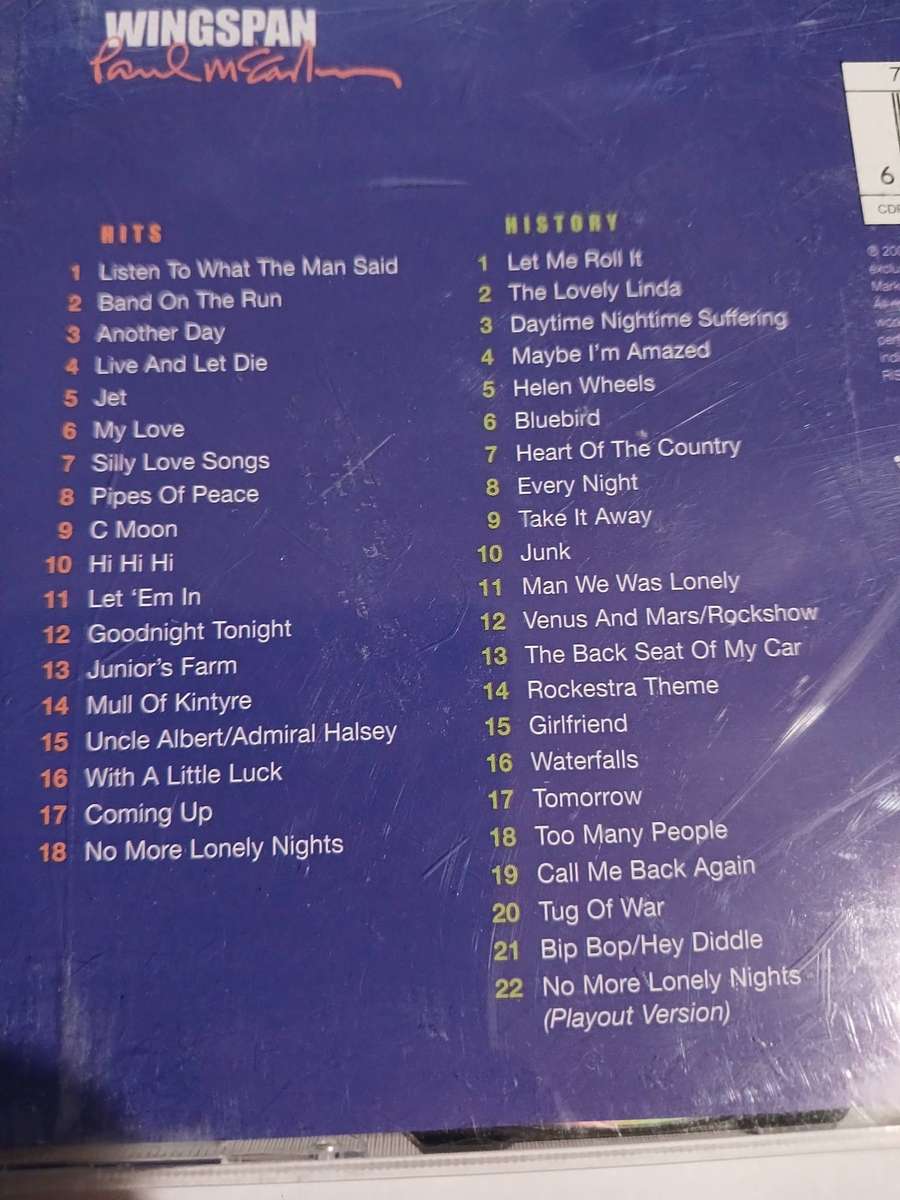 WINGSPAN
Paul McCartney
HITS
1 Listen To What The Man Said
2 Band On The Run
3 Another Day
4 Live And Let Die
5 Jet
6 My Love
7 Silly Love Songs
8 Pipes Of Peace
9 C Moon
10 Hi Hi Hi
11 Let ‘Em In
12 Goodnight Tonight
13 Junior's Farm
14 Mull Of Kintyre
15 Uncle Albert/Admiral Halsey
16 With A Little Luck
17 Coming Up
18 No More Lonely Nights
HISTORY
1 Let Me Roll It
2 The Lovely Linda
3 Daytime Nightime Suffering
4 Maybe I'm Amazed
5 Helen Wheels
6 Bluebird
7 Heart Of The Country
8 Every Night
9 Take It Away
10 Junk
11 Man We Was Lonely
12 Venus And Mars/Rockshow
13 The Back Seat Of My Car
14 Rockestra Theme
15 Girlfriend
16 Waterfalls
17 Tomorrow
18 Too Many People
19 Call Me Back Again
20 Tug Of War
21 Bip Bop/Hey Diddle
22 No More Lonely Nights
(Playout Version)
7
6